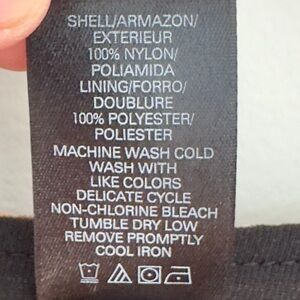 SHELL/ARMAZON/
EXTERIEUR
100% NYLON/
POLIAMIDA
LINING/FORRO/
DOUBLURE
100% POLYESTER/
POLIESTER
MACHINE WASH COLD
WASH WITH
LIKE COLORS
DELICATE CYCLE
NON-CHLORINE BLEACH
TUMBLE DRY LOW
REMOVE PROMPTLY
COOL IRON